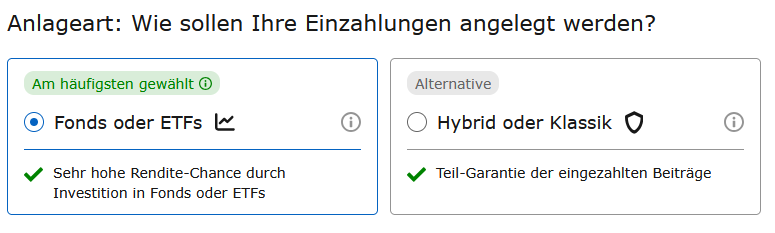 Anlageart: Wie sollen Ihre Einzahlungen angelegt werden?
Am häufigsten gewählt
Fonds oder ETFs
Sehr hohe Rendite-Chance durch
Investition in Fonds oder ETFs
Alternative
Hybrid oder Klassik
Teil-Garantie der eingezahlten Beiträge